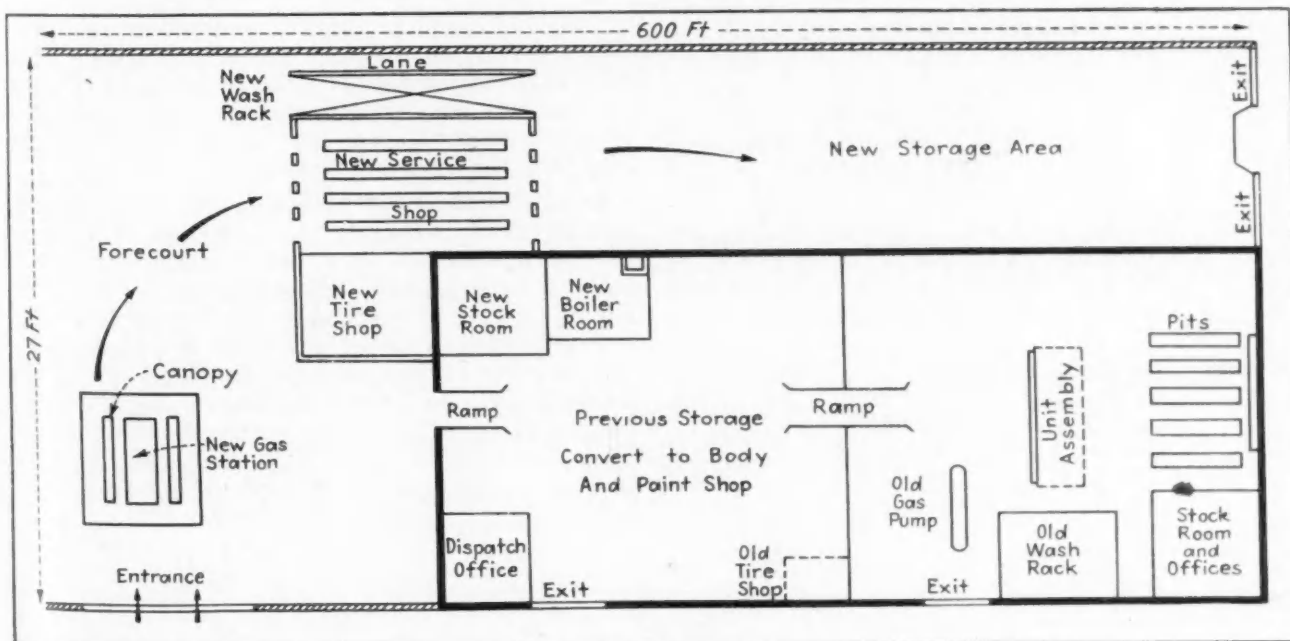 600 Ft
Lane
New
Wash
Rack
Exit
New Service
Shop
New Storage Area
Exit
Forecourt
27 Ft
New
Tire
Shop
New
Stock
Room
New
Boiler
Room
Pits
Canopy
New Gas
Station
Ramp
Previous Storage
Convert to Body
And Paint Shop
Ramp
Unit
Assembly
Old
Gas
Pump
Dispatch
Office
Old
Tire
Shop
Old
Wash
Rack
Stock
Room
and
Offices
Entrance
Exit
Exit